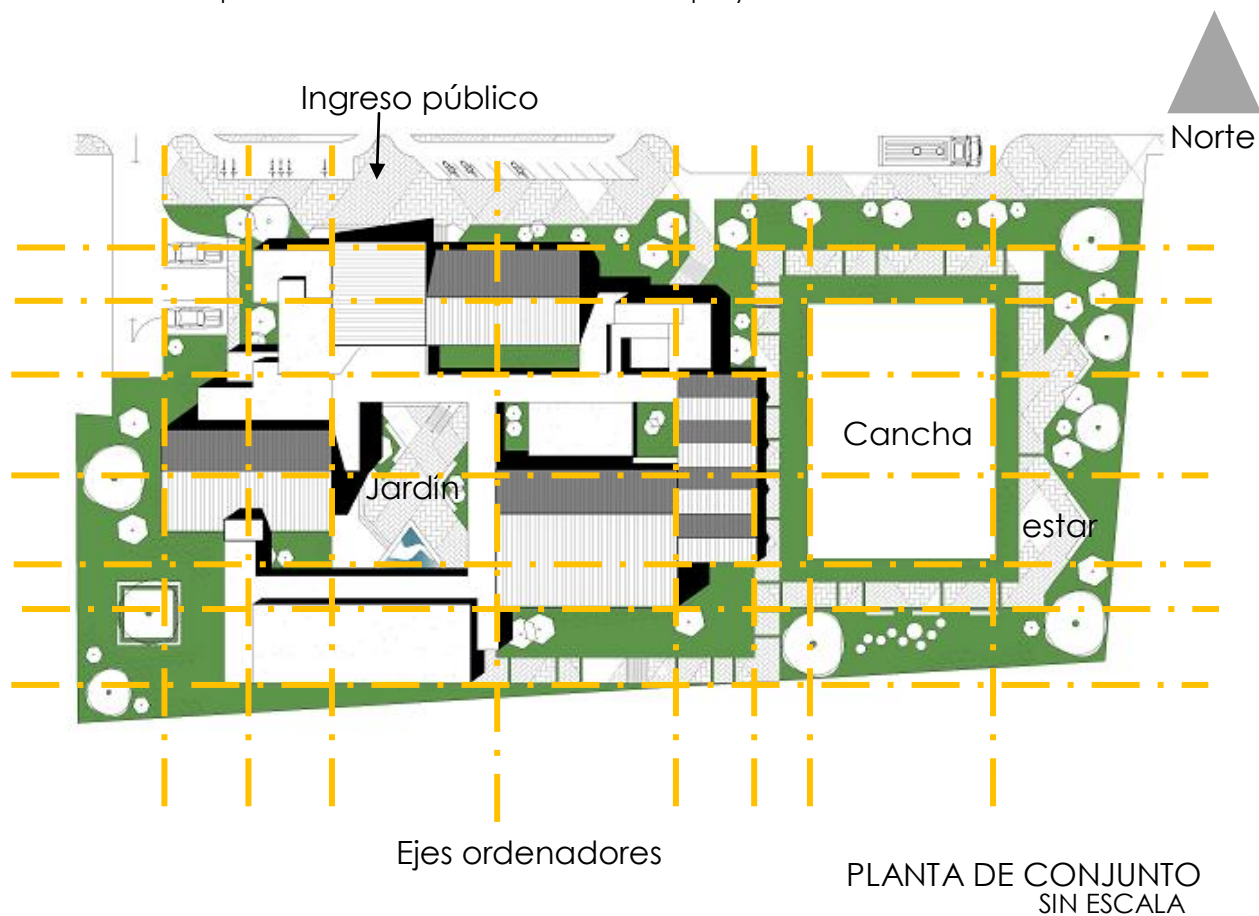 Ingreso público
Norte
Cancha
Jardín
estar
Ejes ordenadores
PLANTA DE CONJUNTO
SIN ESCALA